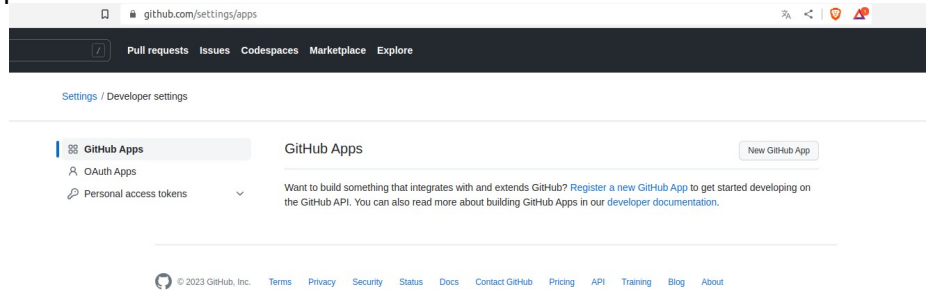 github.com/settings/apps
/ Pull requests Issues Codespaces Marketplace Explore
Settings / Developer settings
GitHub Apps
OAuth Apps
Personal access tokens
GitHub Apps
New GitHub App
Want to build something that integrates with and extends GitHub? Register a new GitHub App to get started developing on
the GitHub API. You can also read more about building GitHub Apps in our developer documentation.
© 2023 GitHub, Inc. Terms Privacy Security Status Docs Contact GitHub Pricing API Training Blog About